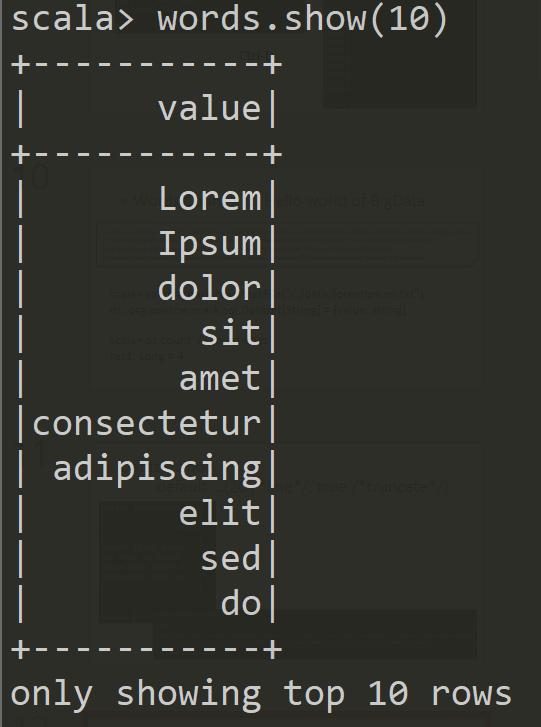 scala> words.show(10)
+-----------+
|      value|
+-----------+
|      Lorem|
|      Ipsum|
|      dolor|
|        sit|
|       amet|
|consectetur|
| adipiscing|
|       elit|
|        sed|
|         do|
+-----------+
only showing top 10 rows